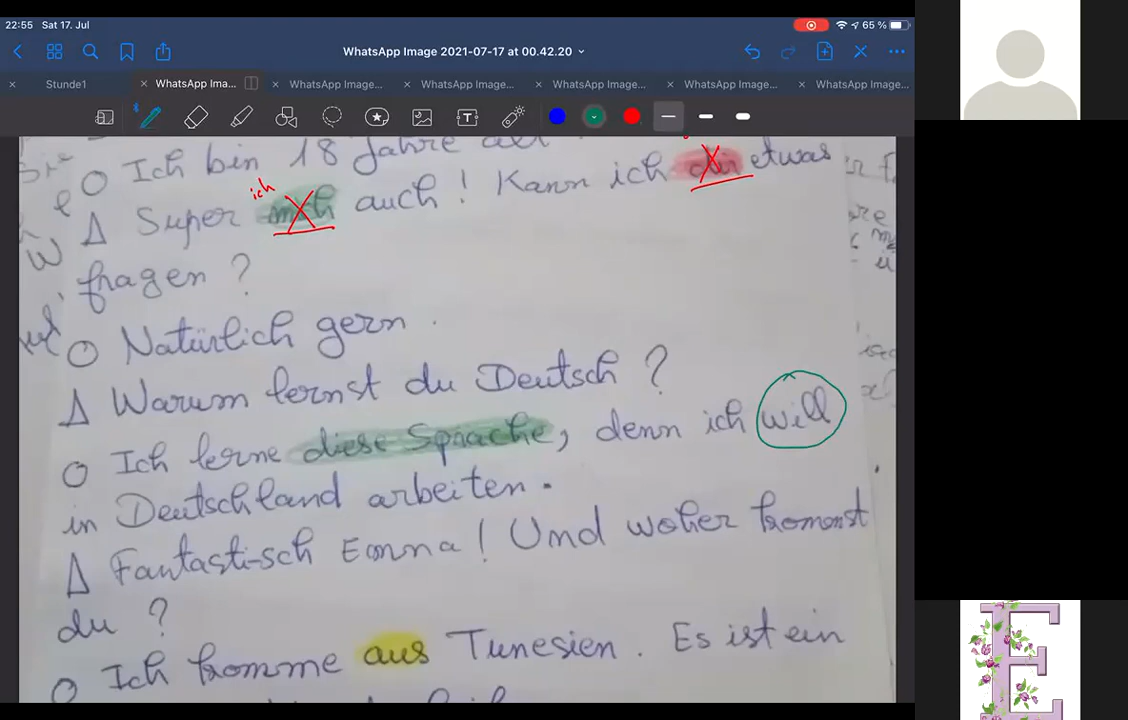 22:55 Sat 17. Jul
65 %
WhatsApp Image 2021-07-17 at 00.42.20
Stunde1
WhatsApp Ima...
WhatsApp Image...
WhatsApp Image...
WhatsApp Image...
WhatsApp Image...
WhatsApp Image...
O Ich bin 18 Jahre alt
ich
Δ Super mich auch! Kann ich dir etwas
fragen?
O Natürlich gern.
Δ Warum lernst du Deutsch?
O Ich lerne diese Sprache, denn ich will
in Deutschland arbeiten.
Δ Fantastisch Emma! Und woher kommst
du?
O Ich komme aus Tunesien. Es ist ein
E